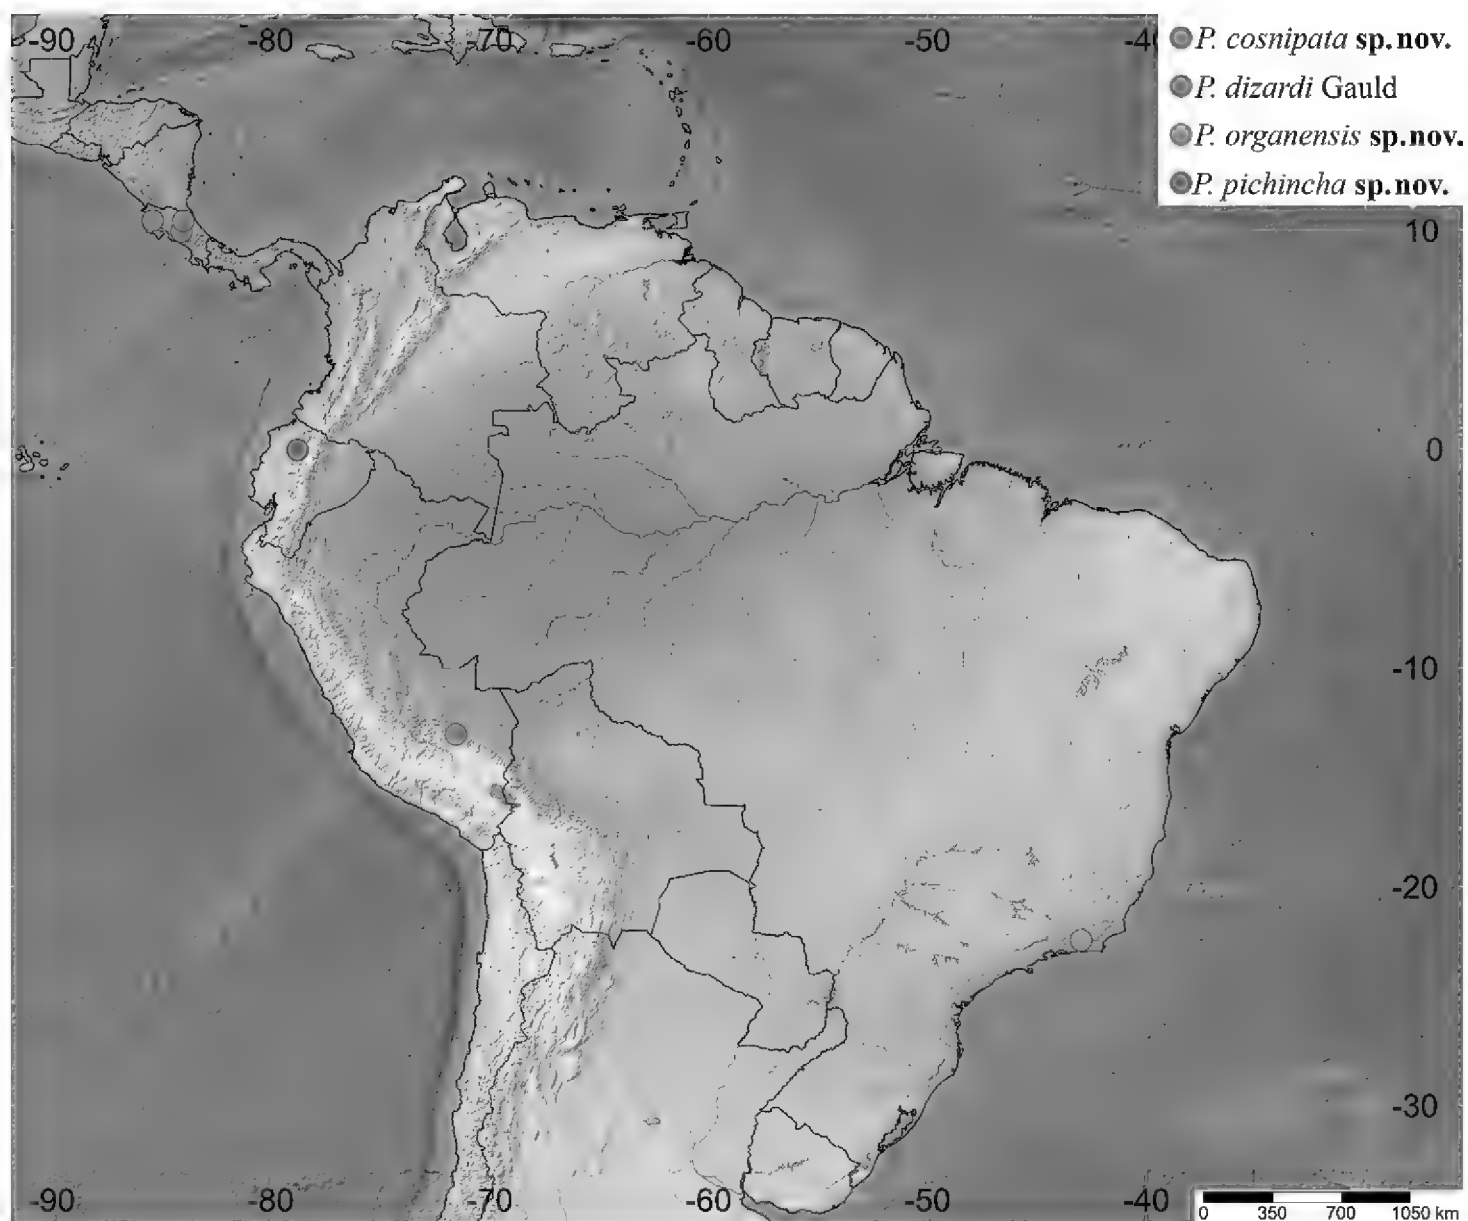 -90 -80 -70 -60 -50 -40
P. cosnipata sp. nov.
P. dizardi Gauld
P. organensis sp. nov.
P. pichincha sp. nov.
10
0
-10
-20
-30
-90 -80 -70 -60 -50 -40
0 350 700 1050 km